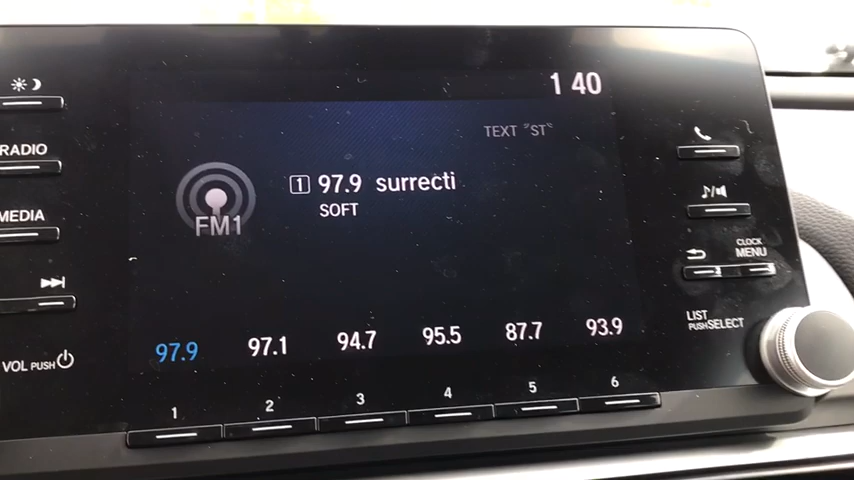 1 40
RADIO
TEXT "ST"
1 97.9 surrecti
SOFT
FM1
MEDIA
CLOCK
MENU
LIST
PUSH SELECT
VOL PUSH
97.9 97.1 94.7 95.5 87.7 93.9
1 2 3 4 5 6